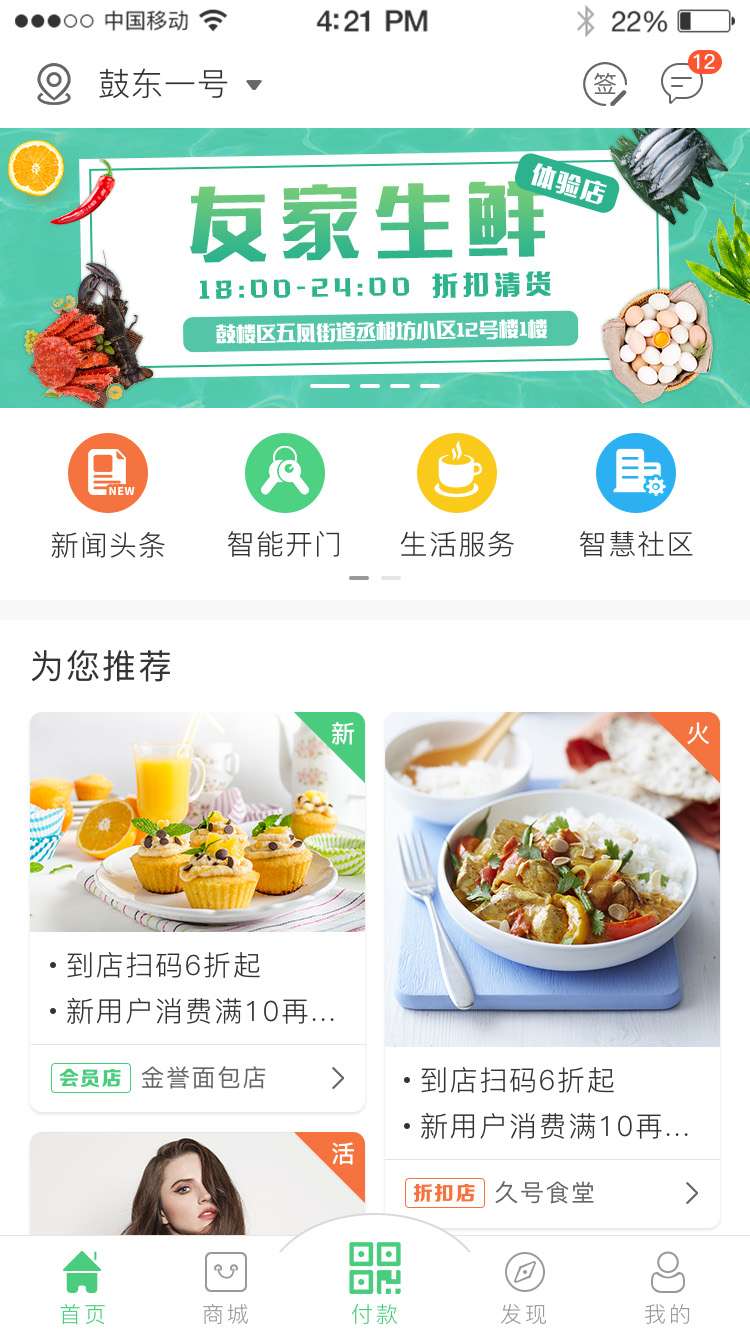 中国移动 4:21 PM 22%
鼓东一号 签 12
体验店
友家生鲜
18:00-24:00 折扣清货
鼓楼区五凤街道丞相坊小区12号楼1楼
NEW
新闻头条 智能开门 生活服务 智慧社区
为您推荐
新
• 到店扫码6折起
• 新用户消费满10再...
会员店 金誉面包店
火
• 到店扫码6折起
• 新用户消费满10再...
折扣店 久号食堂
活
首页 商城 付款 发现 我的